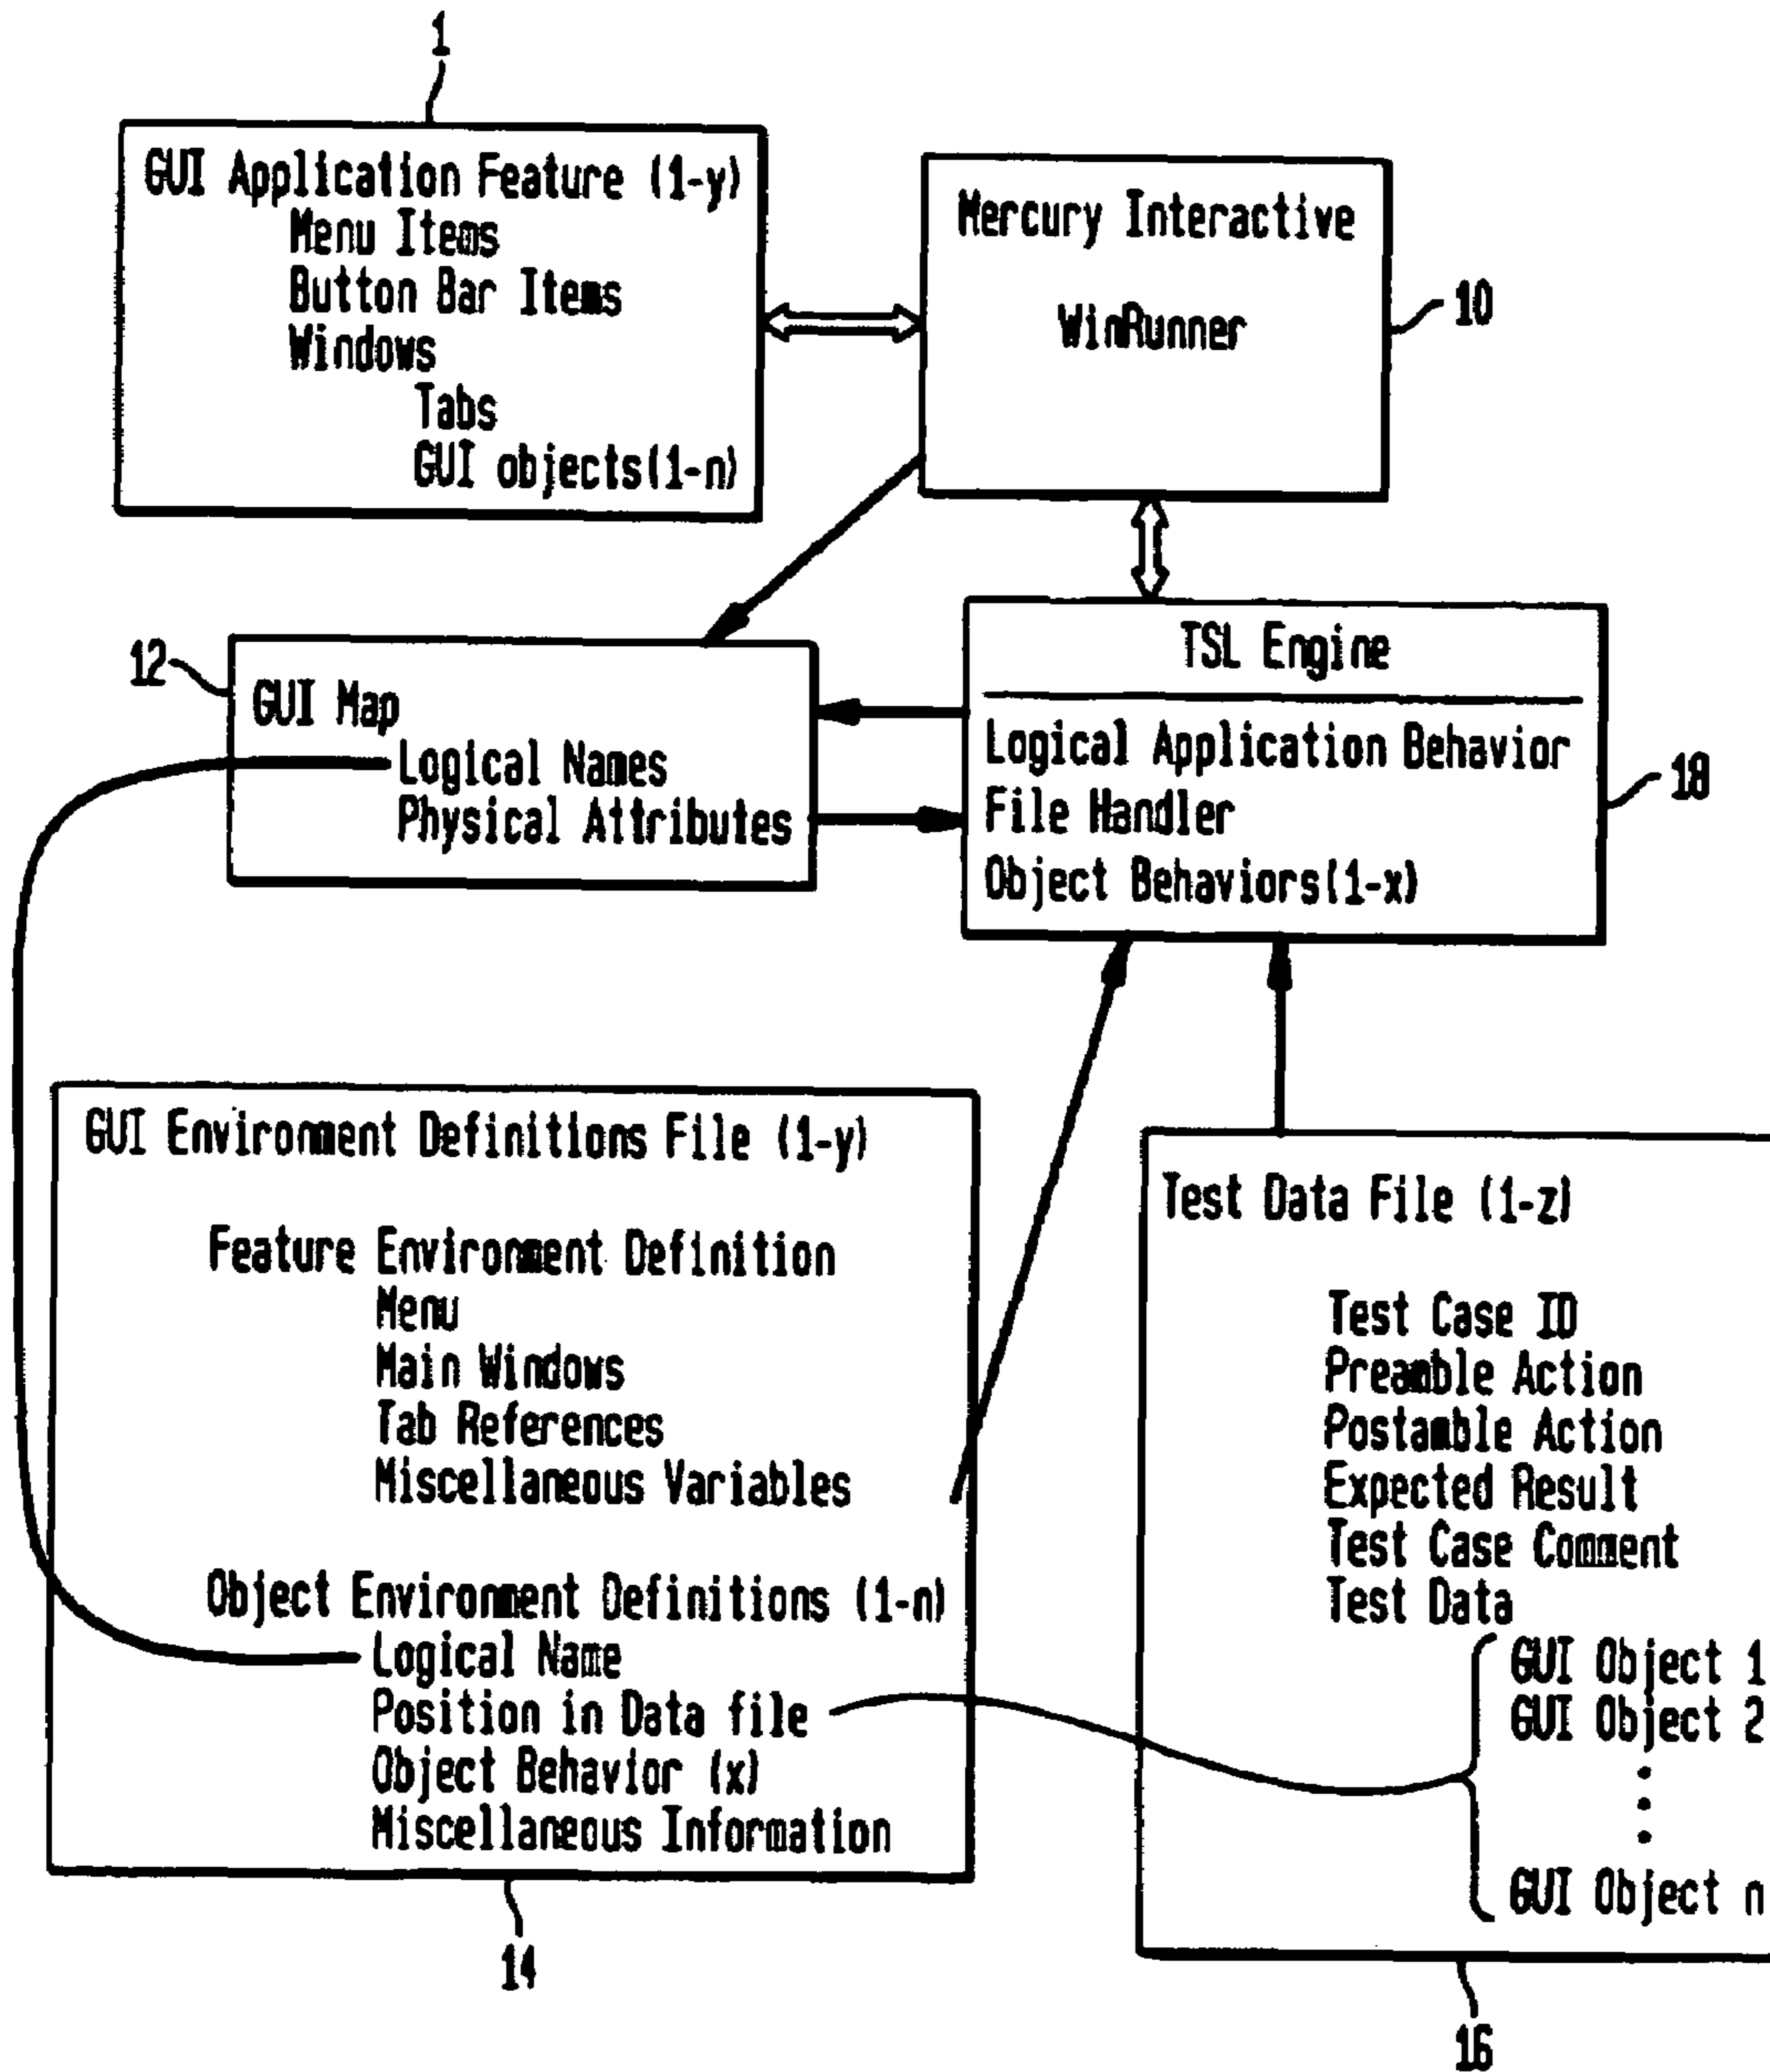 1
GUI Application Feature (1-y)
Menu Items
Button Bar Items
Windows
Tabs
GUI objects(1-n)
Mercury Interactive
WinRunner
10
12
GUI Map
Logical Names
Physical Attributes
TSL Engine
Logical Application Behavior
File Handler
Object Behaviors(1-x)
18
GUI Environment Definitions File (1-y)
Feature Environment Definition
Menu
Main Windows
Tab References
Miscellaneous Variables
Object Environment Definitions (1-n)
Logical Name
Position in Data file
Object Behavior (x)
Miscellaneous Information
14
Test Data File (1-z)
Test Case ID
Preamble Action
Postamble Action
Expected Result
Test Case Comment
Test Data
GUI Object 1
GUI Object 2
GUI Object n
16